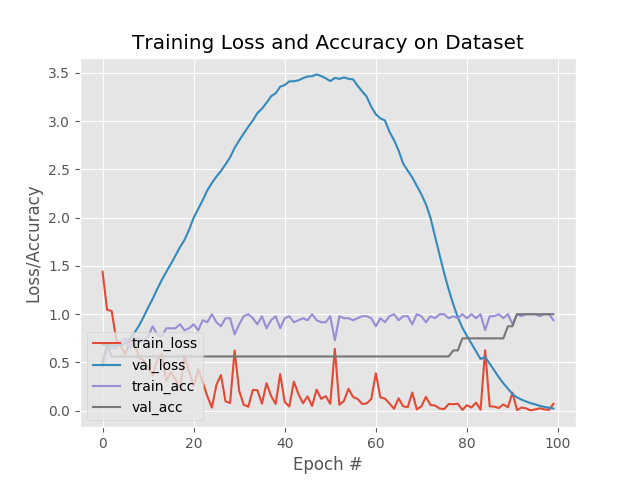 Training Loss and Accuracy on Dataset
Loss/Accuracy
3.5
3.0
2.5
2.0
1.5
1.0
0.5
0.0
train_loss
val_loss
train_acc
val_acc
0 20 40 60 80 100
Epoch #